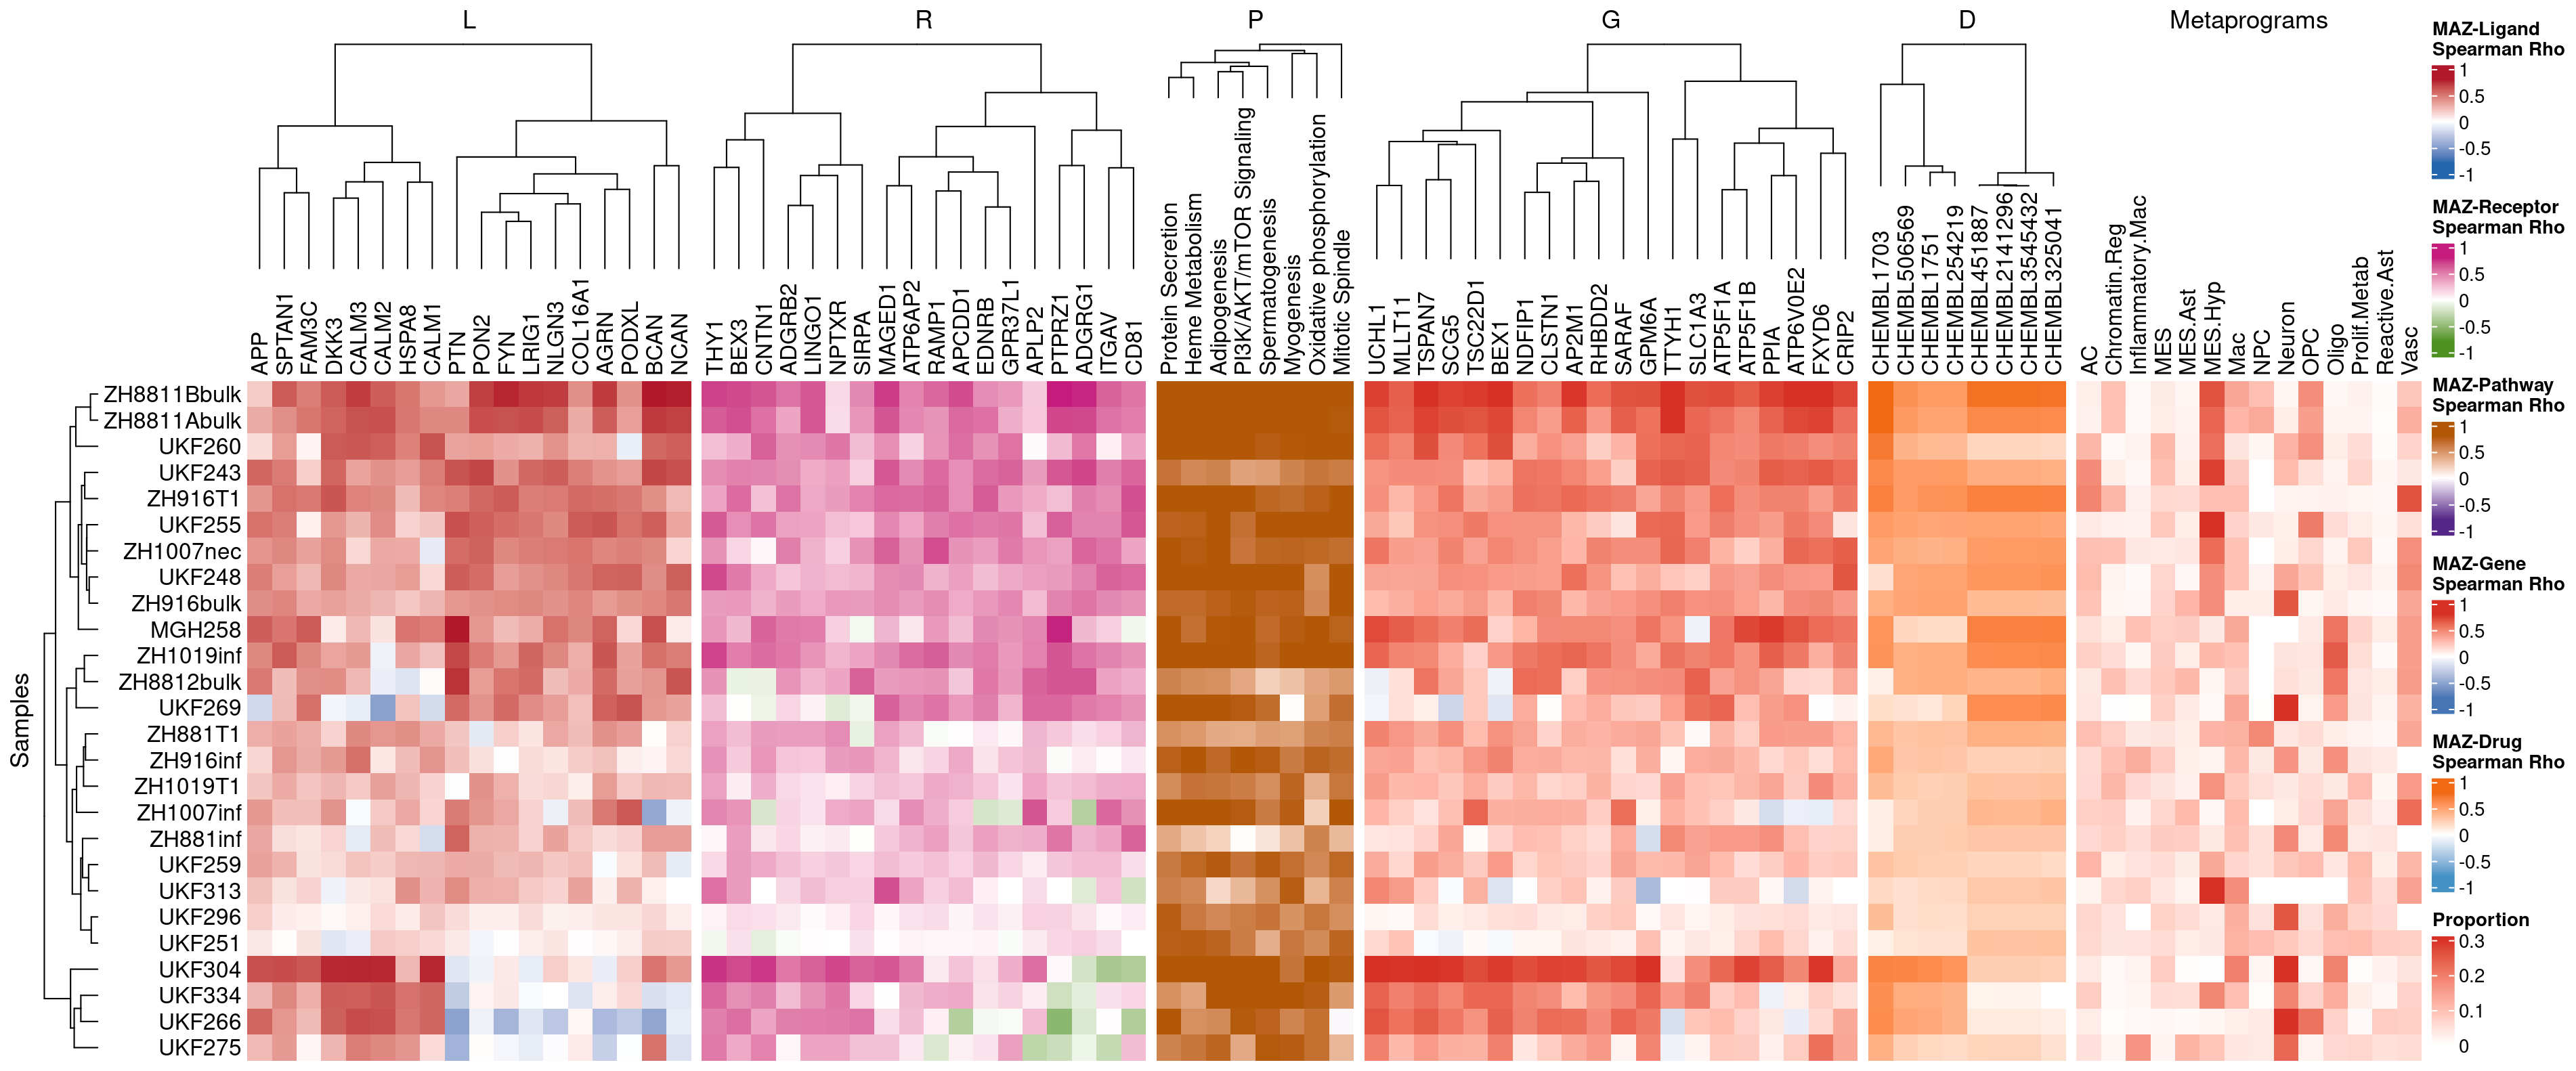 L R P G D Metaprograms
APP
SPTAN1
FAM3C
DKK3
CALM3
CALM2
HSPA8
CALM1
PTN
PON2
FYN
LRIG1
NLGN3
COL16A1
AGRN
PODXL
BCAN
NCAN
THY1
BEX3
CNTN1
ADGRB2
LINGO1
NPTXR
SIRPA
MAGED1
ATP6AP2
RAMP1
APCDD1
EDNRB
GPR37L1
APLP2
PTPRZ1
ADGRG1
ITGAV
CD81
Protein Secretion
Heme Metabolism
Adipogenesis
PI3K/AKT/mTOR Signaling
Spermatogenesis
Myogenesis
Oxidative phosphorylation
Mitotic Spindle
UCHL1
MLLT11
TSPAN7
SCG5
TSC22D1
BEX1
NDFIP1
CLSTN1
AP2M1
RHBDD2
SARAF
GPM6A
TTYH1
SLC1A3
ATP5F1A
ATP5F1B
PPIA
ATP6V0E2
FXYD6
CRIP2
CHEMBL1703
CHEMBL506569
CHEMBL1751
CHEMBL254219
CHEMBL451887
CHEMBL2141296
CHEMBL3545432
CHEMBL325041
AC
Chromatin.Reg
Inflammatory.Mac
MES
MES.Ast
MES.Hyp
Mac
NPC
Neuron
OPC
Oligo
Prolif.Metab
Reactive.Ast
Vasc
Samples
ZH8811Bbulk
ZH8811Abulk
UKF260
UKF243
ZH916T1
UKF255
ZH1007nec
UKF248
ZH916bulk
MGH258
ZH1019inf
ZH8812bulk
UKF269
ZH881T1
ZH916inf
ZH1019T1
ZH1007inf
ZH881inf
UKF259
UKF313
UKF296
UKF251
UKF304
UKF334
UKF266
UKF275
MAZ-Ligand
Spearman Rho
1
0.5
0
-0.5
-1
MAZ-Receptor
Spearman Rho
1
0.5
0
-0.5
-1
MAZ-Pathway
Spearman Rho
1
0.5
0
-0.5
-1
MAZ-Gene
Spearman Rho
1
0.5
0
-0.5
-1
MAZ-Drug
Spearman Rho
1
0.5
0
-0.5
-1
Proportion
0.3
0.2
0.1
0